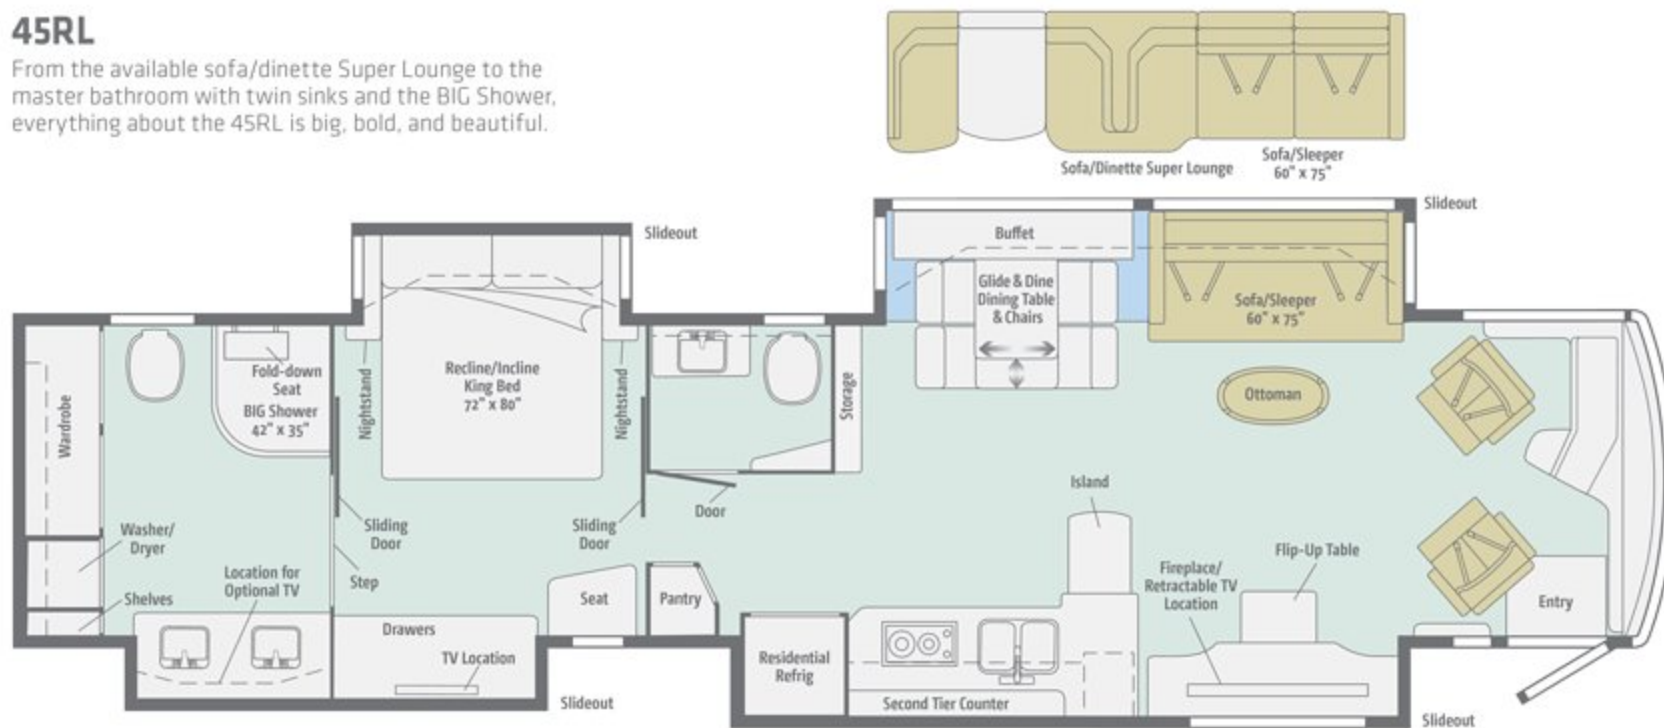 45RL
From the available sofa/dinette Super Lounge to the
master bathroom with twin sinks and the BIG Shower,
everything about the 45RL is big, bold, and beautiful.
Sofa/Dinette Super Lounge
Sofa/Sleeper
60" x 75"
Slideout
Slideout
Buffet
Glide & Dine
Dining Table
& Chairs
Sofa/Sleeper
60" x 75"
Wardrobe
Fold-down
Seat
BIG Shower
42" x 35"
Nightstand
Recline/Incline
King Bed
72" x 80"
Nightstand
Storage
Ottoman
Washer/
Dryer
Sliding
Door
Sliding
Door
Door
Island
Shelves
Location for
Optional TV
Step
Seat
Pantry
Fireplace/
Retractable TV
Location
Flip-Up Table
Entry
Drawers
TV Location
Residential
Refrig
Second Tier Counter
Slideout
Slideout